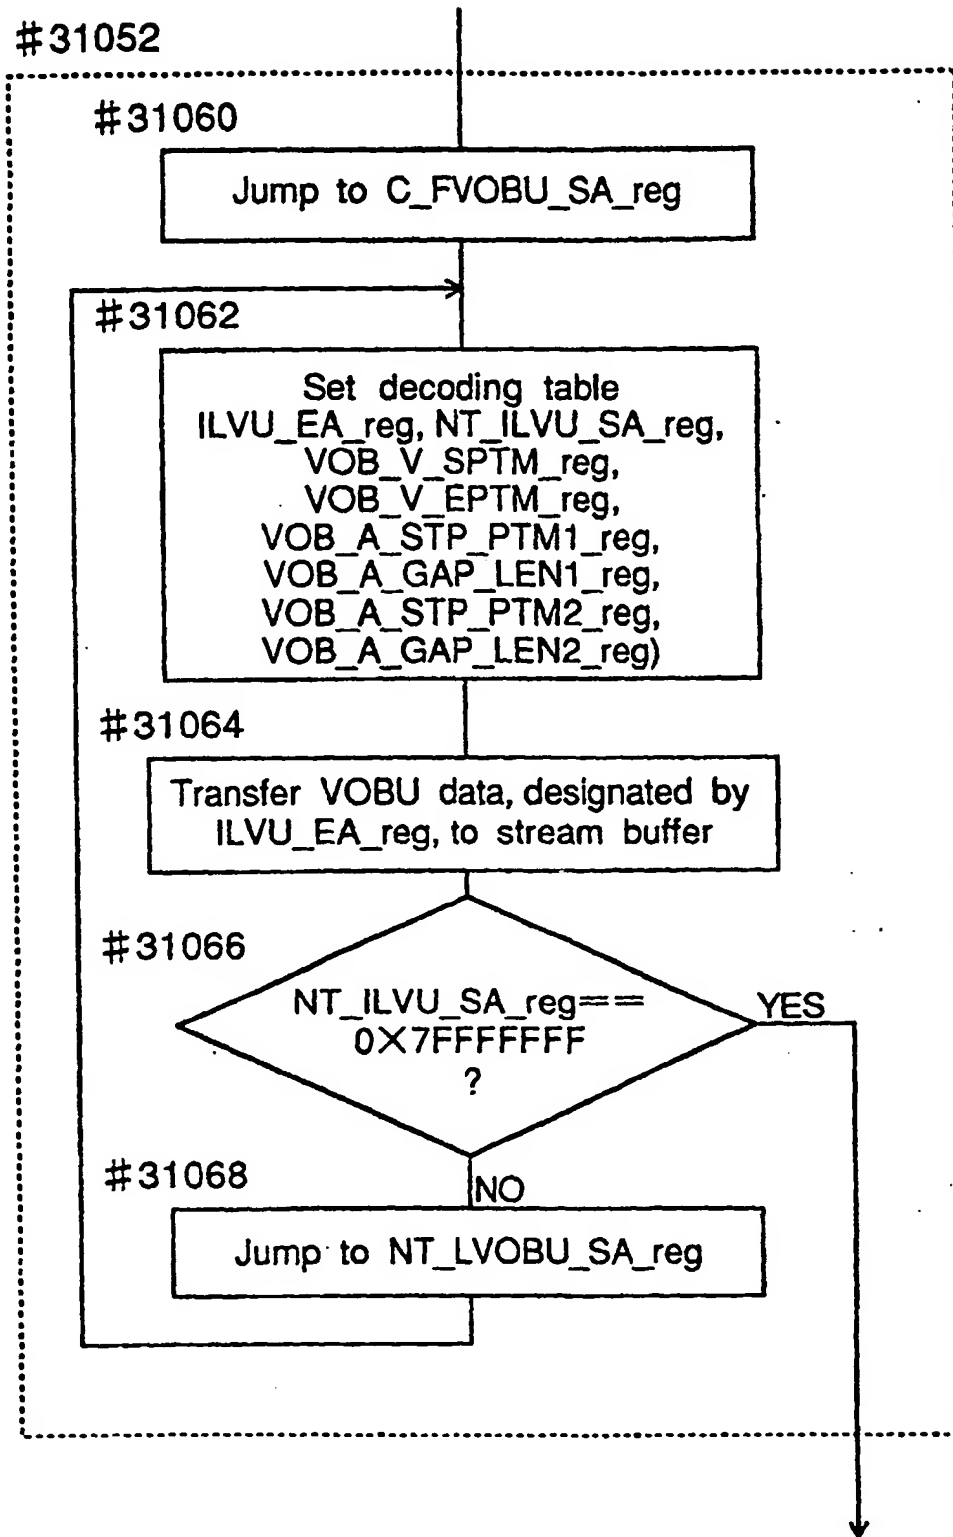 #31052
#31060
Jump to C_FVOBU_SA_reg
#31062
Set decoding table
ILVU_EA_reg, NT_ILVU_SA_reg,
VOB_V_SPTM_reg,
VOB_V_EPTM_reg,
VOB_A_STP_PTM1_reg,
VOB_A_GAP_LEN1_reg,
VOB_A_STP_PTM2_reg,
VOB_A_GAP_LEN2_reg)
#31064
Transfer VOBU data, designated by
ILVU_EA_reg, to stream buffer
#31066
NT_ILVU_SA_reg==
0X7FFFFFFF
?
YES
#31068
NO
Jump to NT_LVOBU_SA_reg